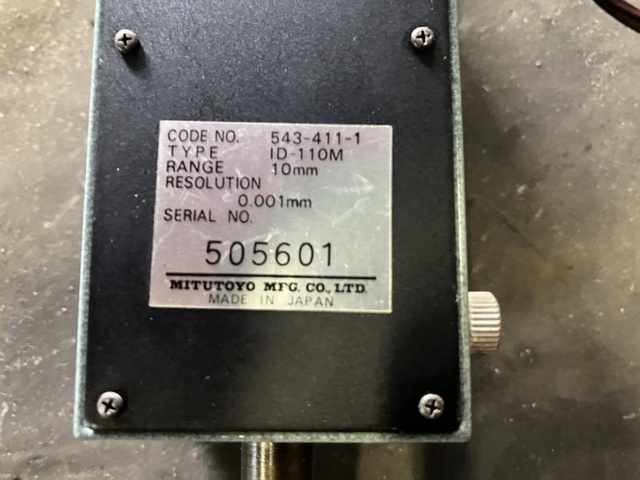 CODE NO. 543-411-1
TYPE ID-110M
RANGE 10mm
RESOLUTION
0.001mm
SERIAL NO.
505601
MITUTOYO MFG. CO., LTD.
MADE IN JAPAN